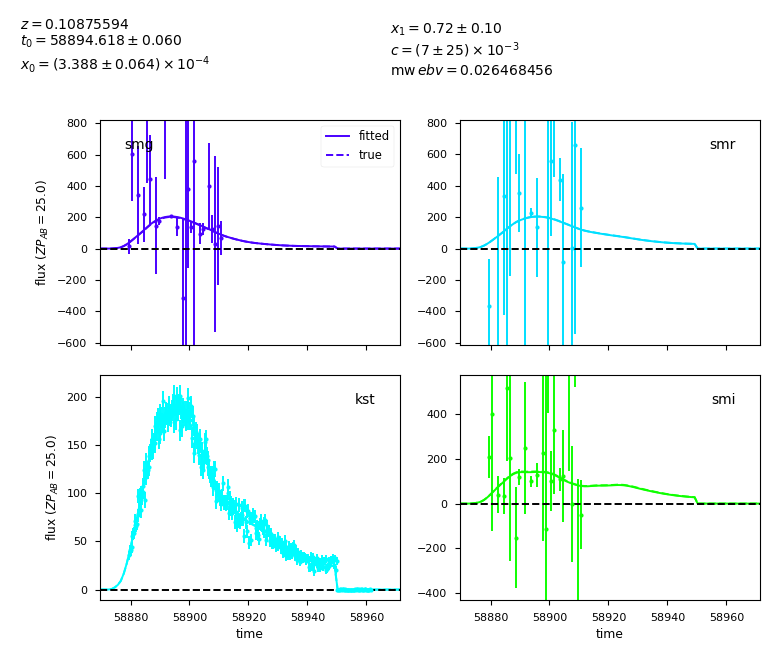 z = 0.10875594
t₀ = 58894.618 ± 0.060
x₀ = (3.388 ± 0.064) × 10⁻⁴
x₁ = 0.72 ± 0.10
c = (7 ± 25) × 10⁻³
mw ebv = 0.026468456
smg
fitted
true
800
600
400
200
0
−200
−400
−600
flux (ZP_AB = 25.0)
smr
800
600
400
200
0
−200
−400
−600
kst
200
150
100
50
0
flux (ZP_AB = 25.0)
58880 58900 58920 58940 58960
time
smi
400
200
0
−200
−400
58880 58900 58920 58940 58960
time